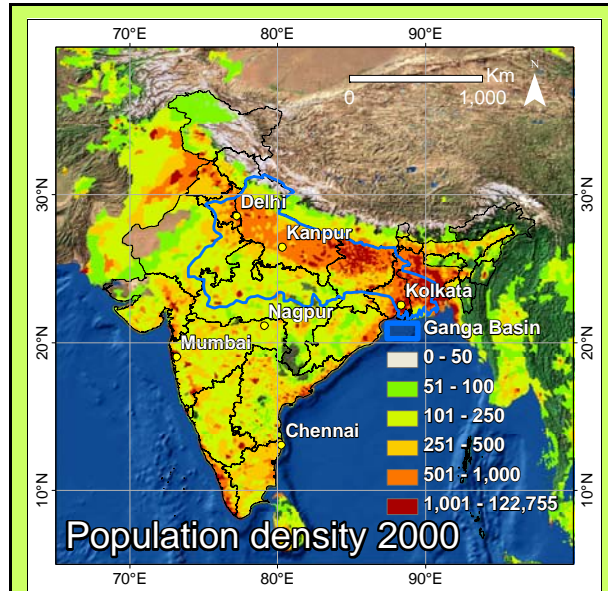 70°E 80°E 90°E
N
Km
0 1,000
30°N 30°N
Delhi
Kanpur
Kolkata
Nagpur
Ganga Basin
20°N Mumbai 20°N
0 - 50
51 - 100
101 - 250
Chennai
251 - 500
501 - 1,000
10°N 10°N
1,001 - 122,755
Population density 2000
70°E 80°E 90°E